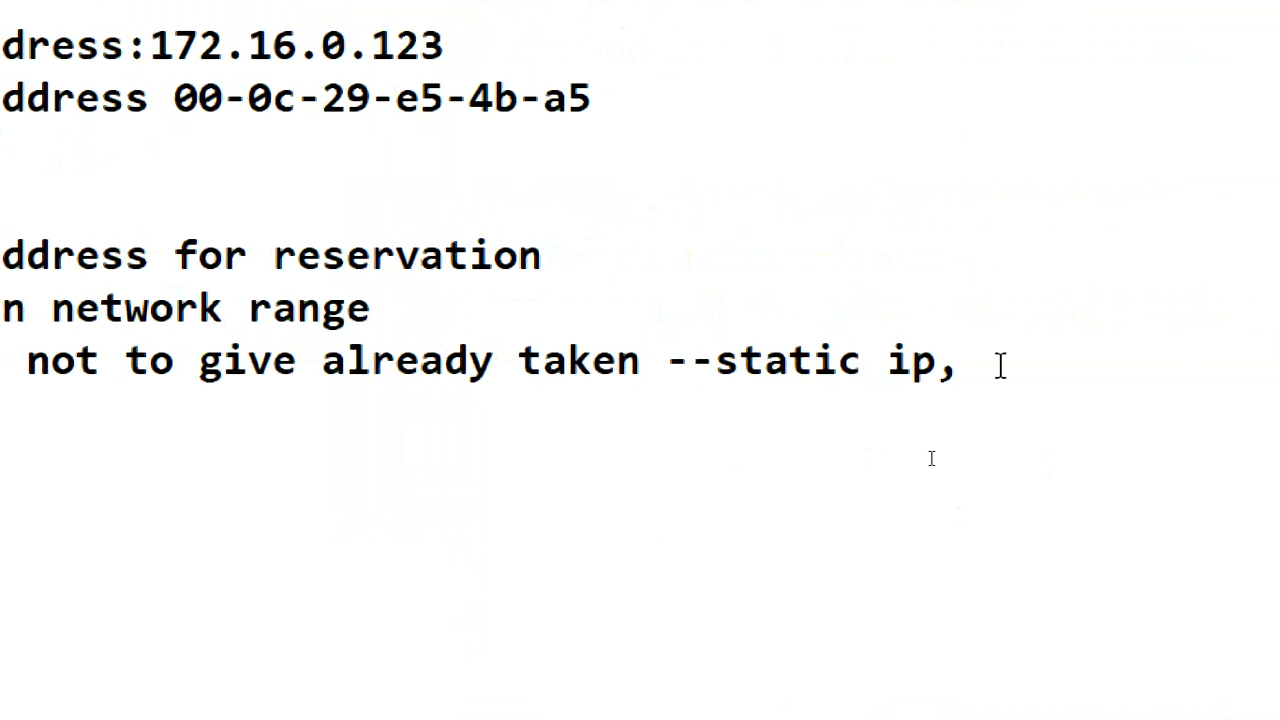 dress:172.16.0.123
ddress 00-0c-29-e5-4b-a5
ddress for reservation
n network range
not to give already taken --static ip,